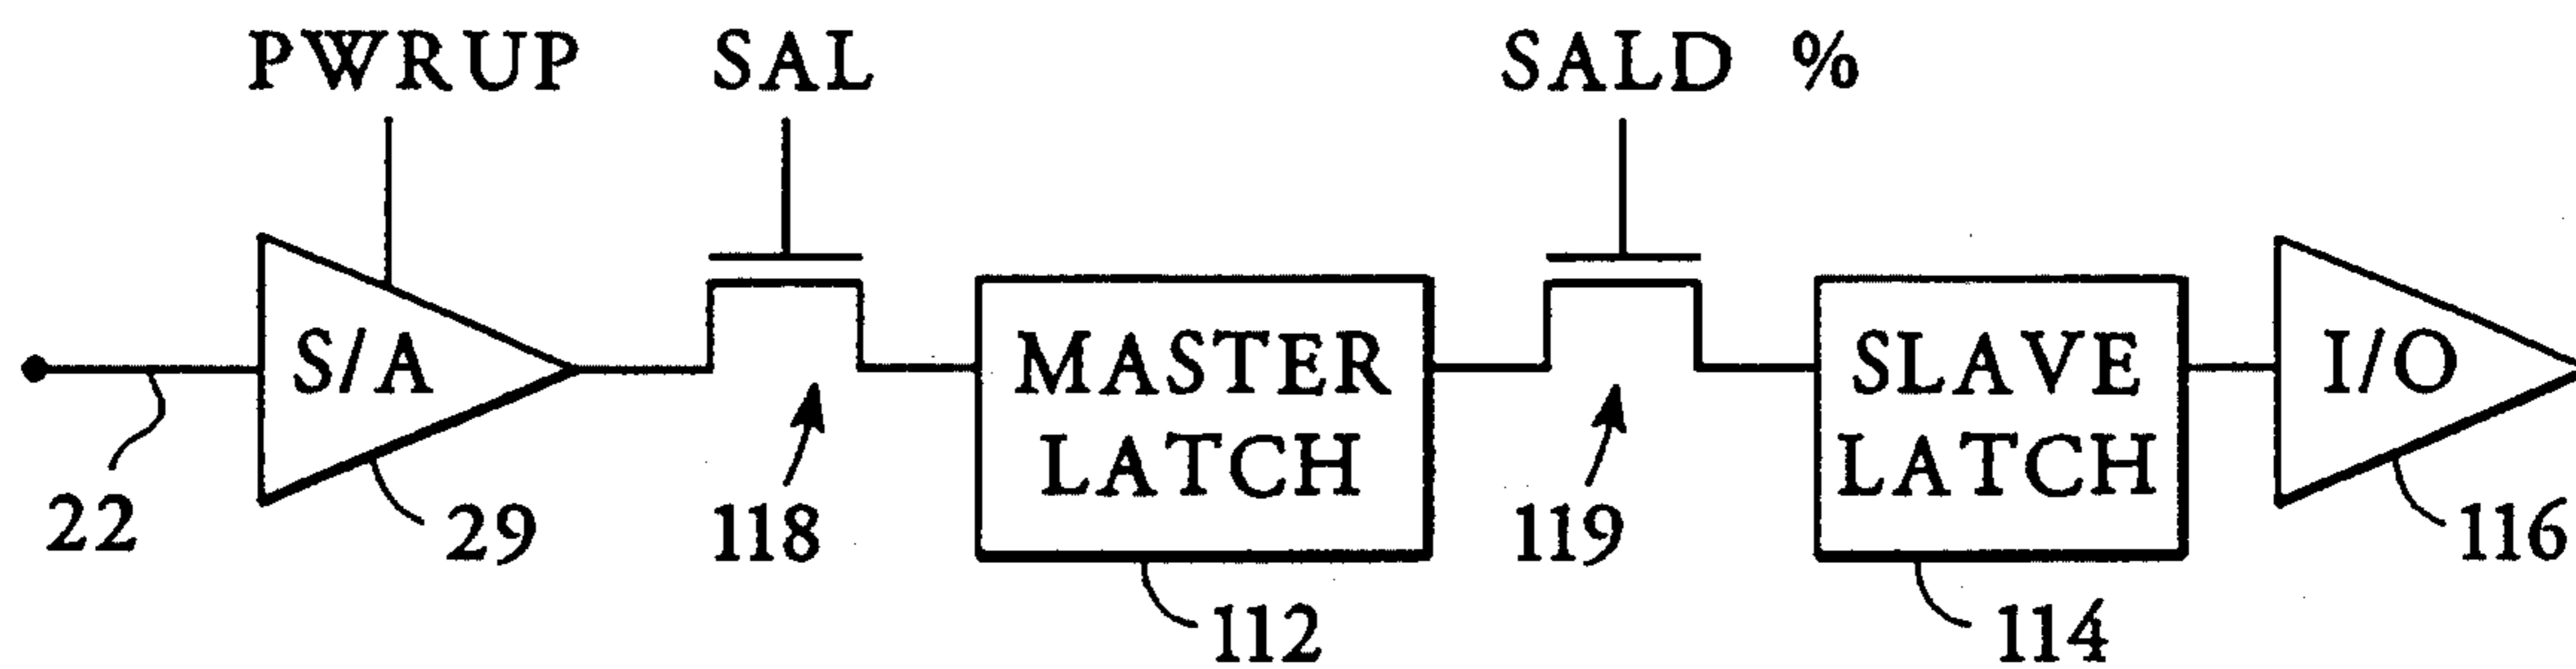 PWRUP
SAL
SALD %
S/A
MASTER
LATCH
SLAVE
LATCH
I/O
22
29
118
112
119
114
116